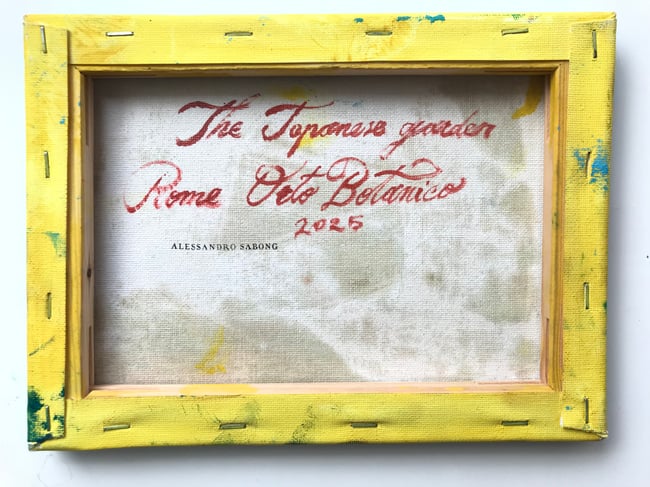 The Japanese garden
Rome Orto Botanico
2025
ALESSANDRO SABONG